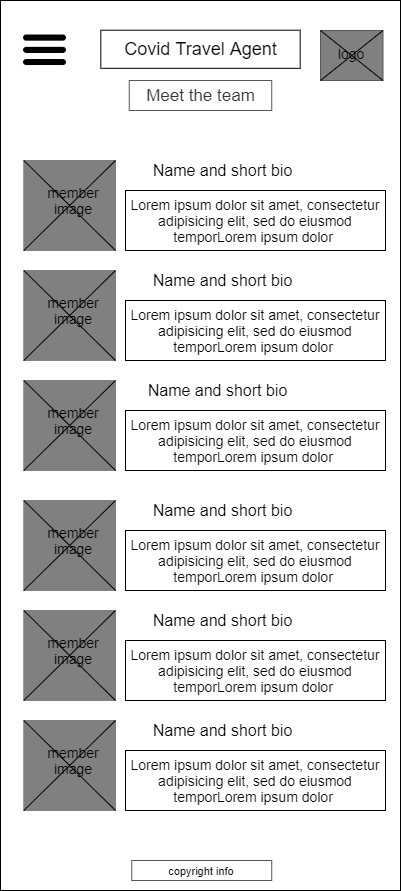 Covid Travel Agent
logo
Meet the team
Name and short bio
member
image
Lorem ipsum dolor sit amet, consectetur
adipisicing elit, sed do eiusmod
temporLorem ipsum dolor
Name and short bio
member
image
Lorem ipsum dolor sit amet, consectetur
adipisicing elit, sed do eiusmod
temporLorem ipsum dolor
Name and short bio
member
image
Lorem ipsum dolor sit amet, consectetur
adipisicing elit, sed do eiusmod
temporLorem ipsum dolor
Name and short bio
member
image
Lorem ipsum dolor sit amet, consectetur
adipisicing elit, sed do eiusmod
temporLorem ipsum dolor
Name and short bio
member
image
Lorem ipsum dolor sit amet, consectetur
adipisicing elit, sed do eiusmod
temporLorem ipsum dolor
Name and short bio
member
image
Lorem ipsum dolor sit amet, consectetur
adipisicing elit, sed do eiusmod
temporLorem ipsum dolor
copyright info